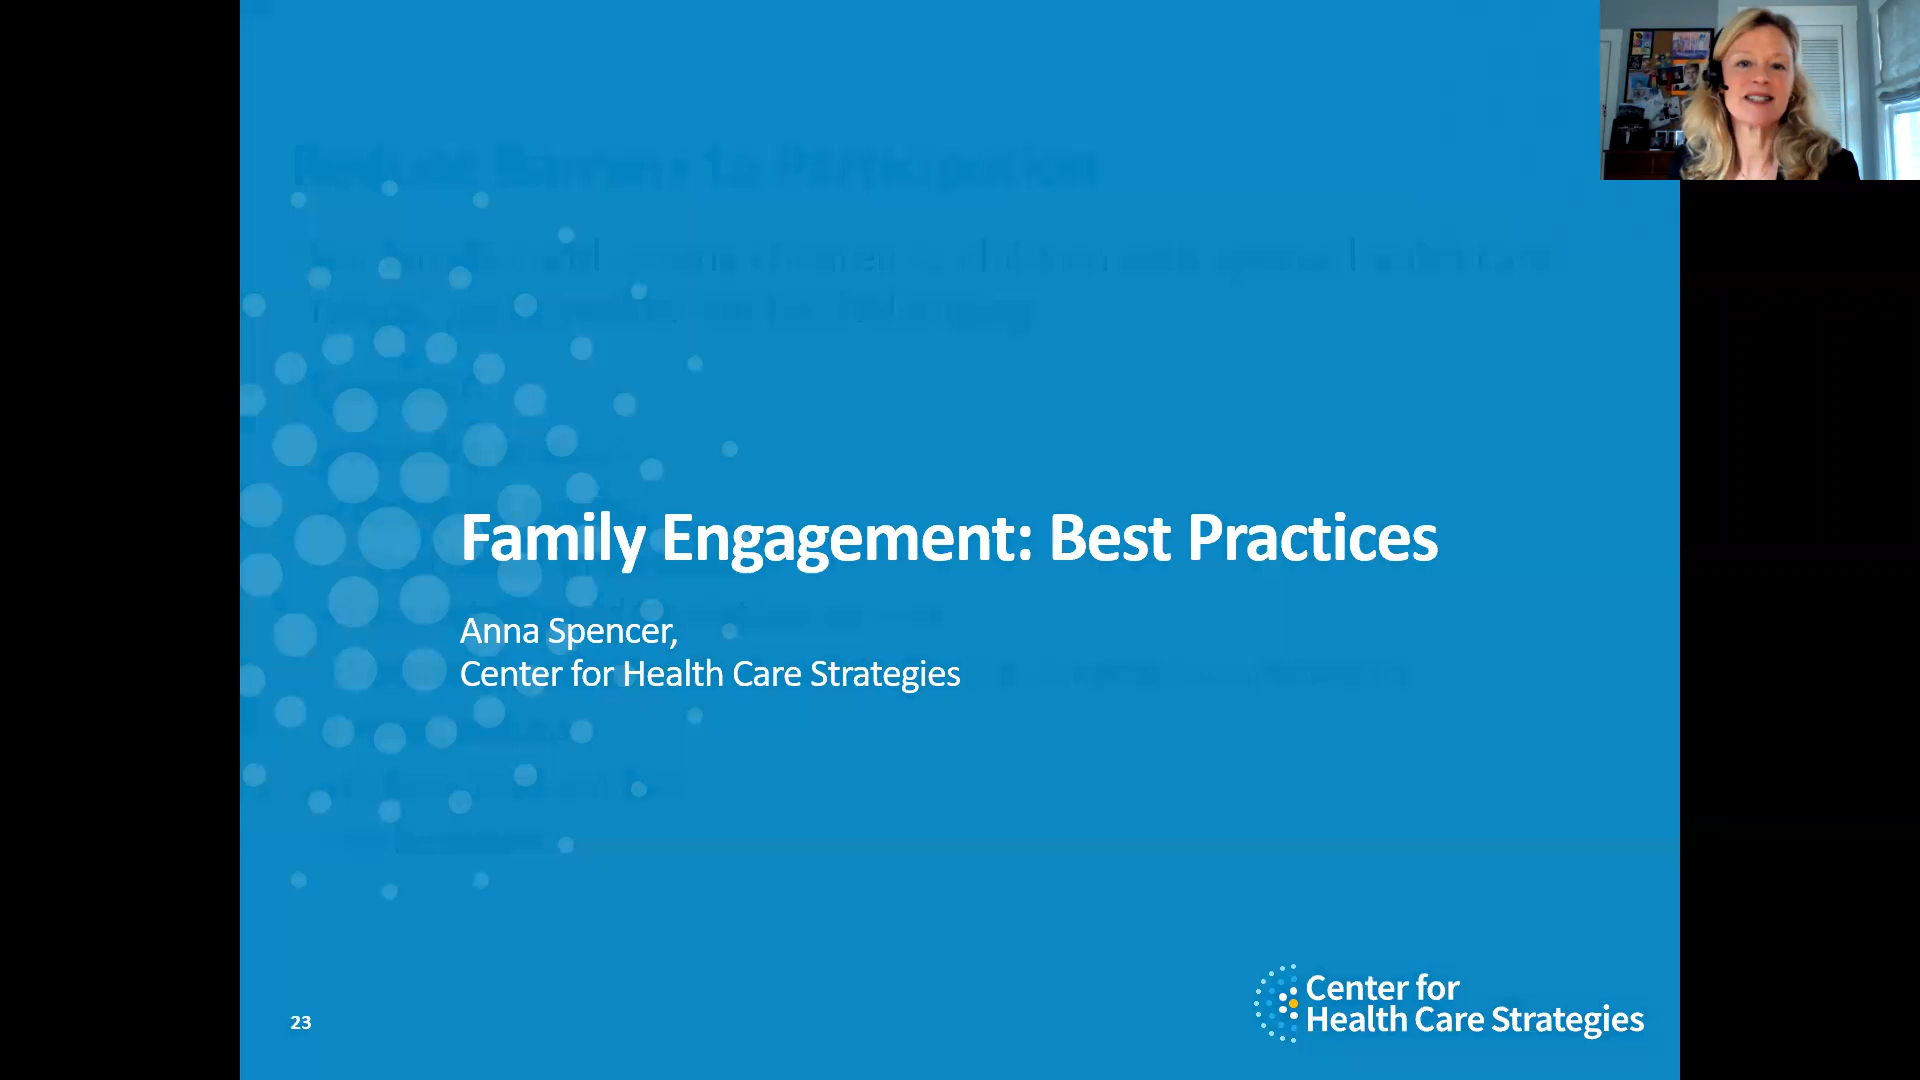 Family Engagement: Best Practices
Anna Spencer,
Center for Health Care Strategies
23
Center for
Health Care Strategies